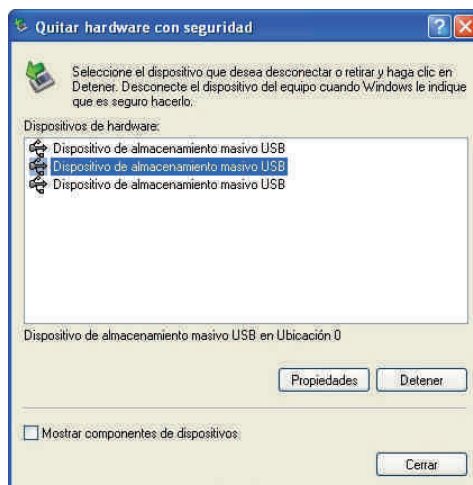 Quitar hardware con seguridad
Seleccione el dispositivo que desea desconectar o retirar y haga clic en
Detener. Desconecte el dispositivo del equipo cuando Windows le indique
que es seguro hacerlo.
Dispositivos de hardware:
Dispositivo de almacenamiento masivo USB
Dispositivo de almacenamiento masivo USB
Dispositivo de almacenamiento masivo USB
Dispositivo de almacenamiento masivo USB en Ubicación 0
Propiedades Detener
Mostrar componentes de dispositivos
Cerrar